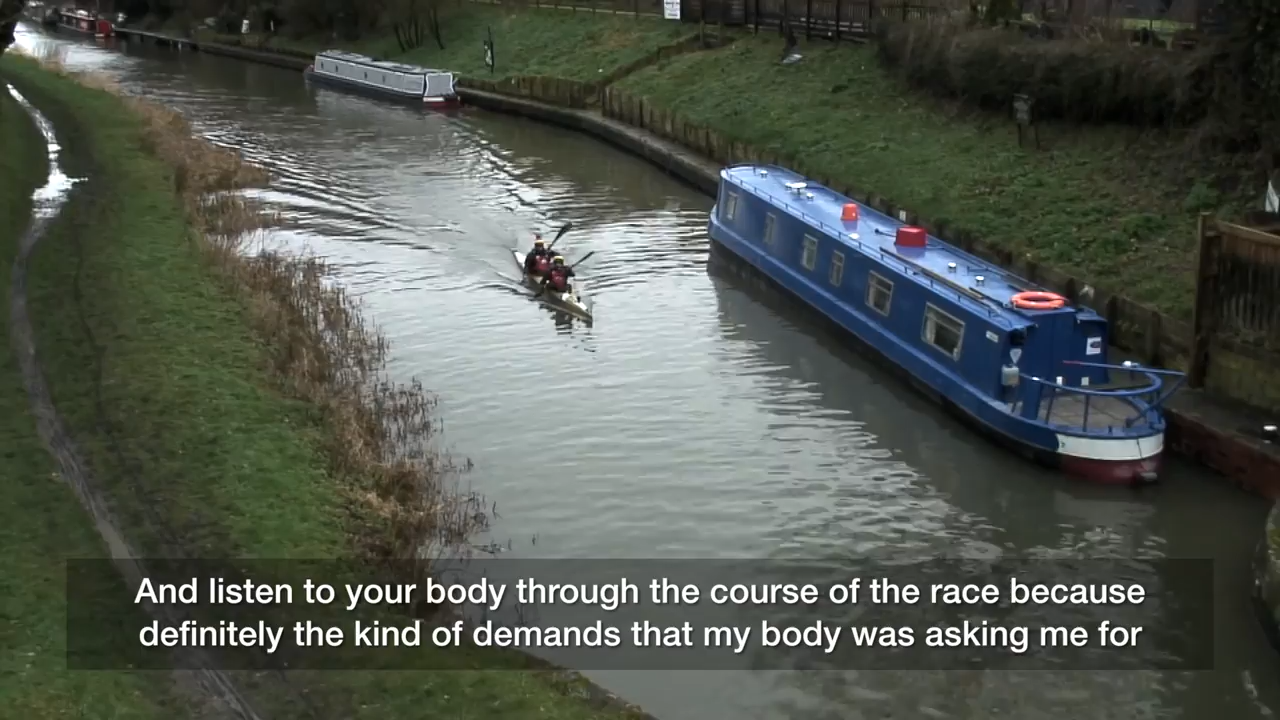 And listen to your body through the course of the race because
definitely the kind of demands that my body was asking me for